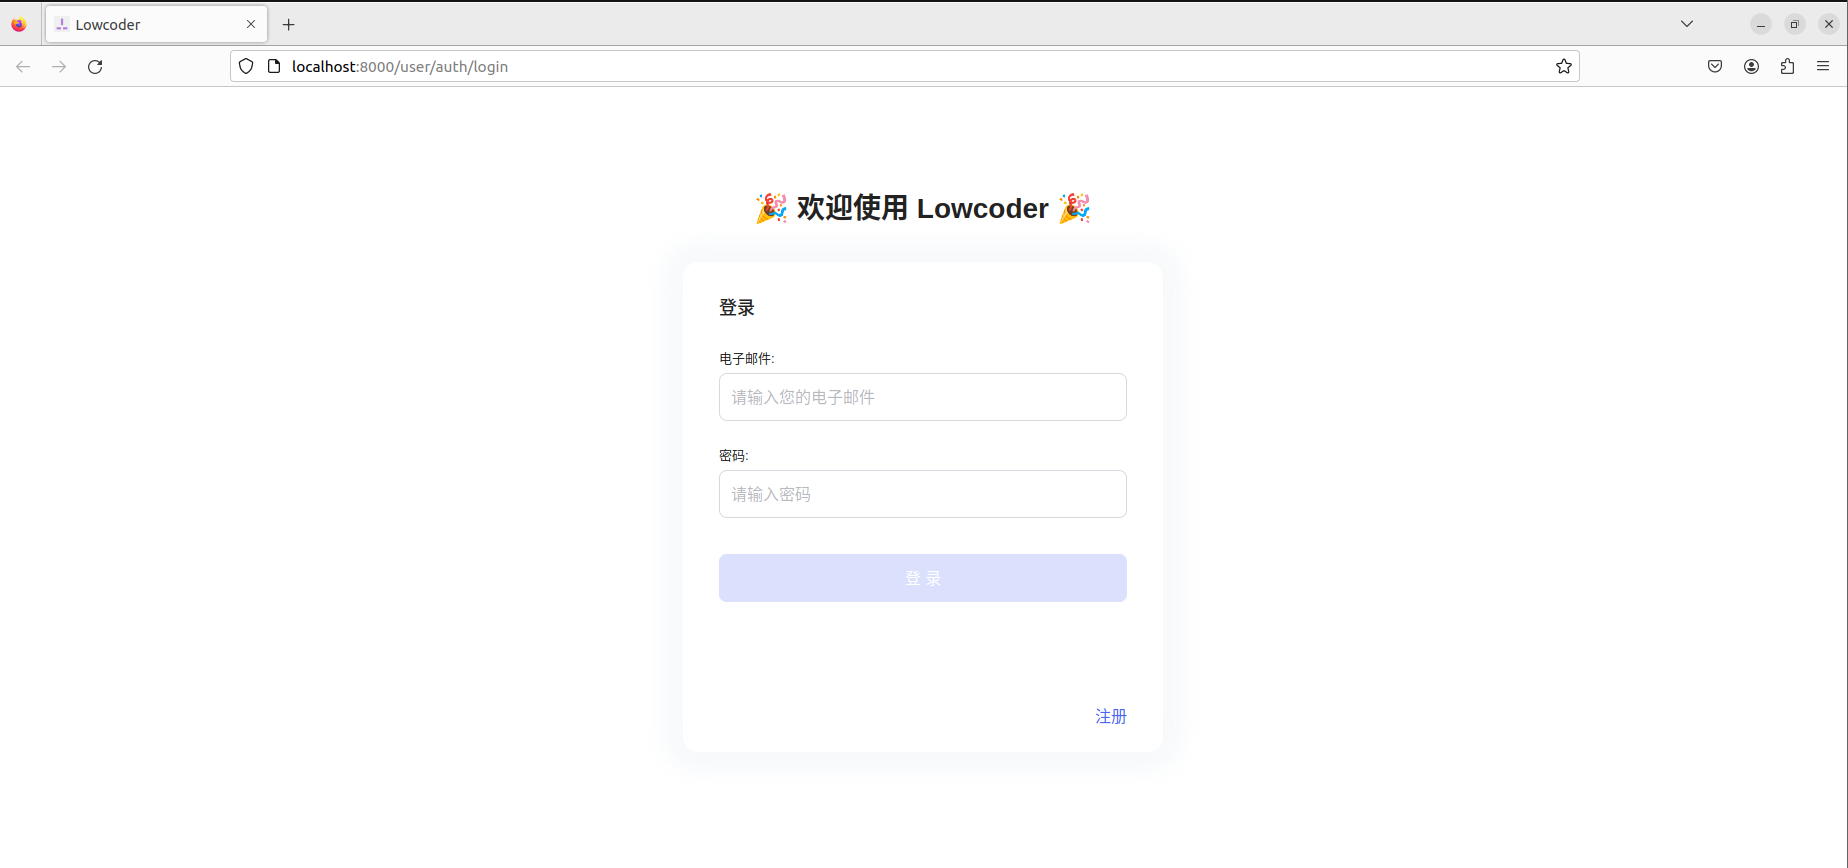 Lowcoder
localhost:8000/user/auth/login
🎉 欢迎使用 Lowcoder 🎉
登录
电子邮件:
请输入您的电子邮件
密码:
请输入密码
登 录
注册